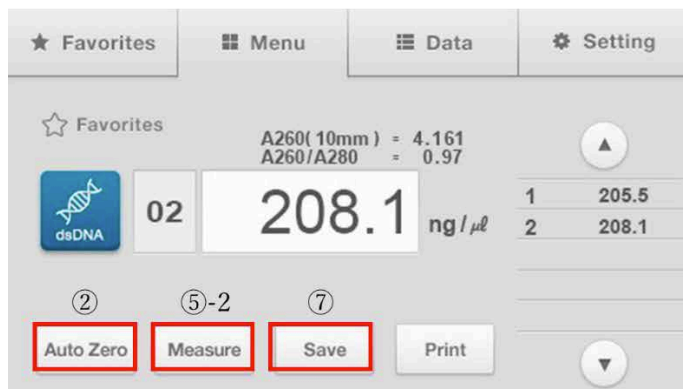 ★ Favorites Menu Data Setting
☆ Favorites
A260( 10mm ) = 4.161
A260/A280 = 0.97
dsDNA
02
208.1 ng/㎕
1 205.5
2 208.1
② ⑤-2 ⑦
Auto Zero Measure Save Print